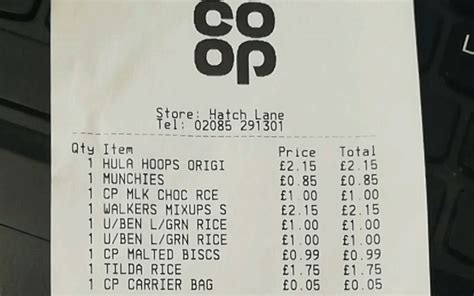 CO
OP
Store: Hatch Lane
Tel: 02085 291301
Qty Item Price Total
1 HULA HOOPS ORIGI £2.15 £2.15
1 MUNCHIES £0.85 £0.85
1 CP MLK CHOC RCE £1.00 £1.00
1 WALKERS MIXUPS S £2.15 £2.15
1 U/BEN L/GRN RICE £1.00 £1.00
1 U/BEN L/GRN RICE £1.00 £1.00
1 CP MALTED BISCS £0.99 £0.99
1 TILDA RICE £1.75 £1.75
1 CP CARRIER BAG £0.05 £0.05